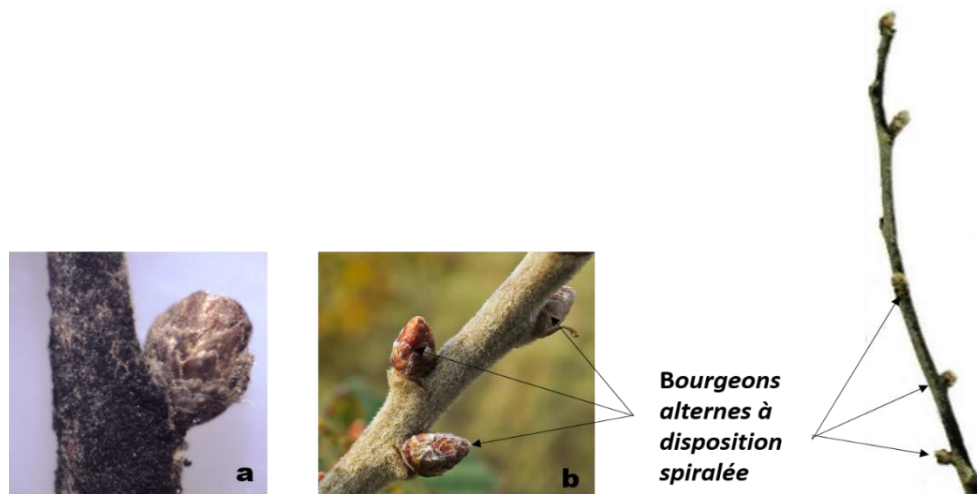 a
b
Bourgeons
alternes à
disposition
spiralée